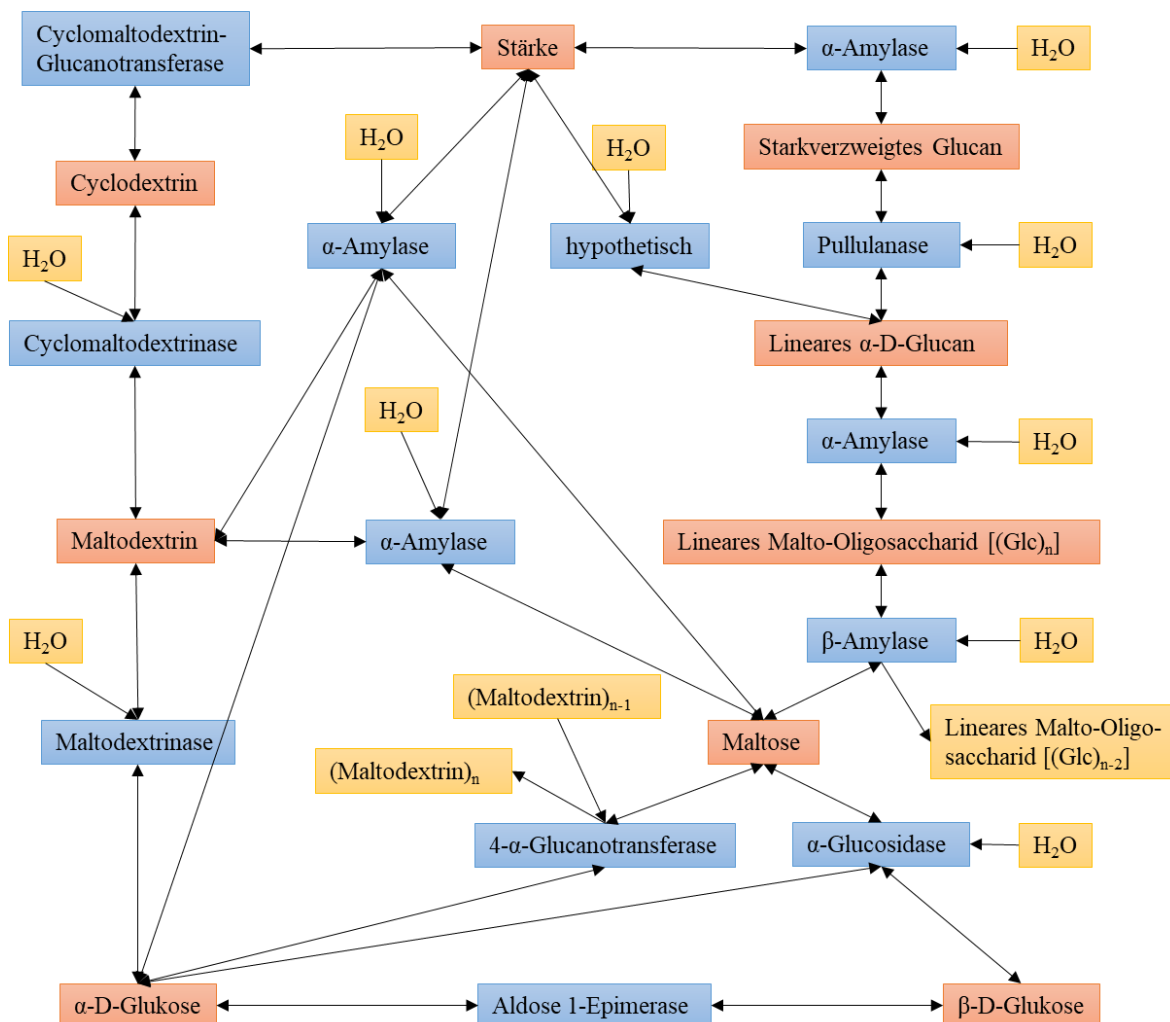 Cyclomaltodextrin-
Glucanotransferase
Stärke
α-Amylase
H₂O
H₂O
H₂O
Starkverzweigtes Glucan
Cyclodextrin
α-Amylase
hypothetisch
Pullulanase
H₂O
H₂O
Cyclomaltodextrinase
Lineares α-D-Glucan
H₂O
α-Amylase
H₂O
Maltodextrin
α-Amylase
Lineares Malto-Oligosaccharid [(Glc)ₙ]
H₂O
β-Amylase
H₂O
(Maltodextrin)ₙ₋₁
Maltodextrinase
Maltose
Lineares Malto-Oligo-
saccharid [(Glc)ₙ₋₂]
(Maltodextrin)ₙ
4-α-Glucanotransferase
α-Glucosidase
H₂O
α-D-Glukose
Aldose 1-Epimerase
β-D-Glukose